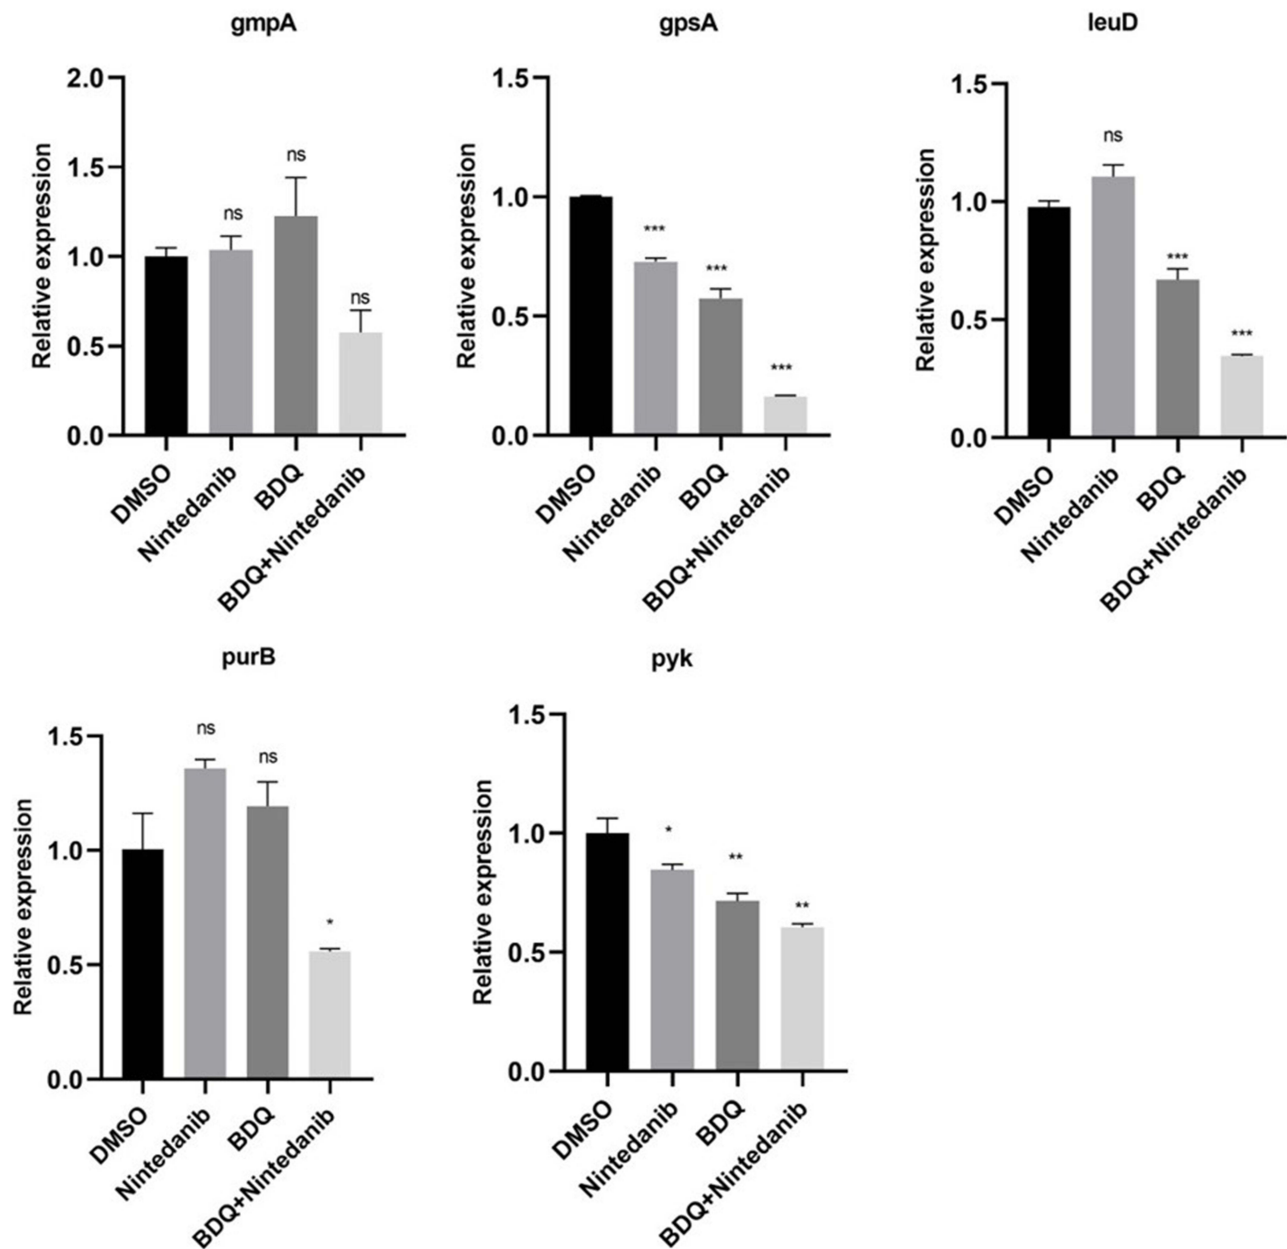 gmpA
Relative expression
2.0
1.5
1.0
0.5
0.0
ns
ns
ns
DMSO
Nintedanib
BDQ
BDQ+Nintedanib
gpsA
Relative expression
1.5
1.0
0.5
0.0
***
***
***
DMSO
Nintedanib
BDQ
BDQ+Nintedanib
leuD
Relative expression
1.5
1.0
0.5
0.0
ns
***
***
DMSO
Nintedanib
BDQ
BDQ+Nintedanib
purB
Relative expression
1.5
1.0
0.5
0.0
ns
ns
*
DMSO
Nintedanib
BDQ
BDQ+Nintedanib
pyk
Relative expression
1.5
1.0
0.5
0.0
*
**
**
DMSO
Nintedanib
BDQ
BDQ+Nintedanib